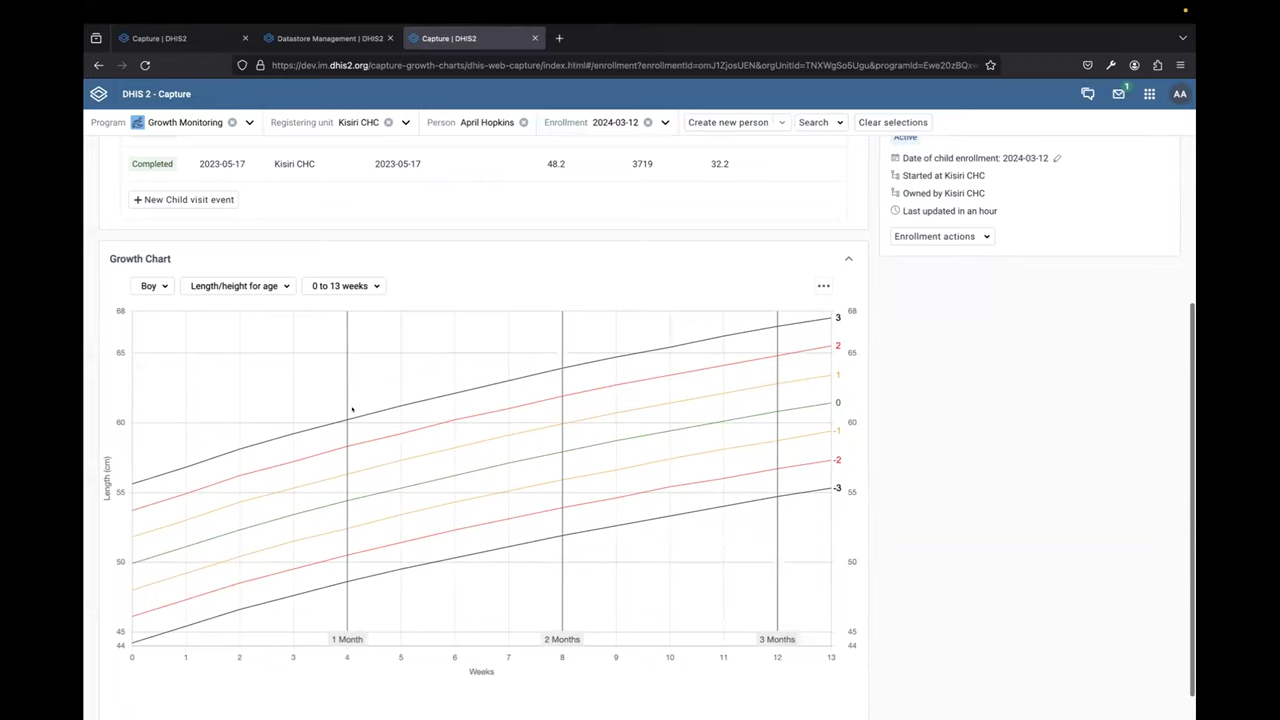 Capture | DHIS2
Datastore Management | DHIS2
Capture | DHIS2
https://dev.im.dhis2.org/capture-growth-charts/dhis-web-capture/index.html#/enrollment?enrollmentId=omJ1ZjosUEN&orgUnitId=TNXWgSo5Ugu&programId=Ewe20zBQxw
DHIS 2 - Capture
1
AA
Program Growth Monitoring Registering unit Kisiri CHC Person April Hopkins Enrollment 2024-03-12 Create new person Search Clear selections
Active
Completed 2023-05-17 Kisiri CHC 2023-05-17 48.2 3719 32.2
New Child visit event
Date of child enrollment: 2024-03-12
Started at Kisiri CHC
Owned by Kisiri CHC
Last updated in an hour
Enrollment actions
Growth Chart
Boy Length/height for age 0 to 13 weeks
68 3 68
2
65 65
1
0
60 60
-1
-2
55 -3 55
50 50
45 1 Month 2 Months 3 Months 45
44 44
0 1 2 3 4 5 6 7 8 9 10 11 12 13
Weeks
Length (cm)